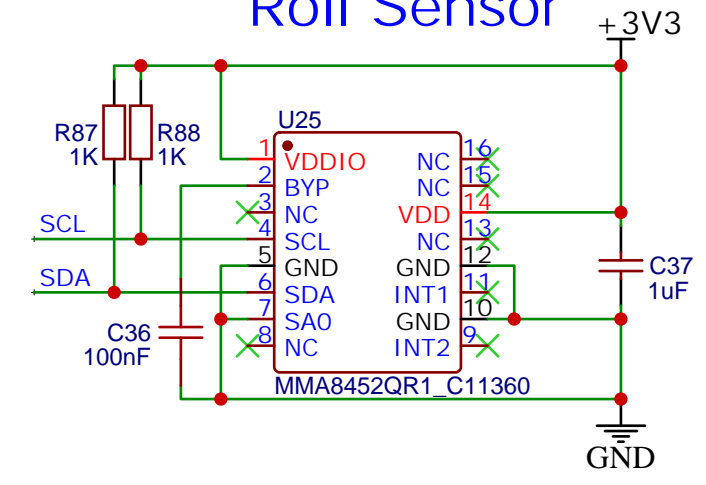 Roll Sensor
+3V3
U25
R87
1K
R88
1K
1
VDDIO
2
BYP
3
NC
4
SCL
5
GND
6
SDA
7
SA0
8
NC
16
NC
15
NC
14
VDD
13
NC
12
GND
11
INT1
10
GND
9
INT2
SCL
SDA
C36
100nF
C37
1uF
MMA8452QR1_C11360
GND